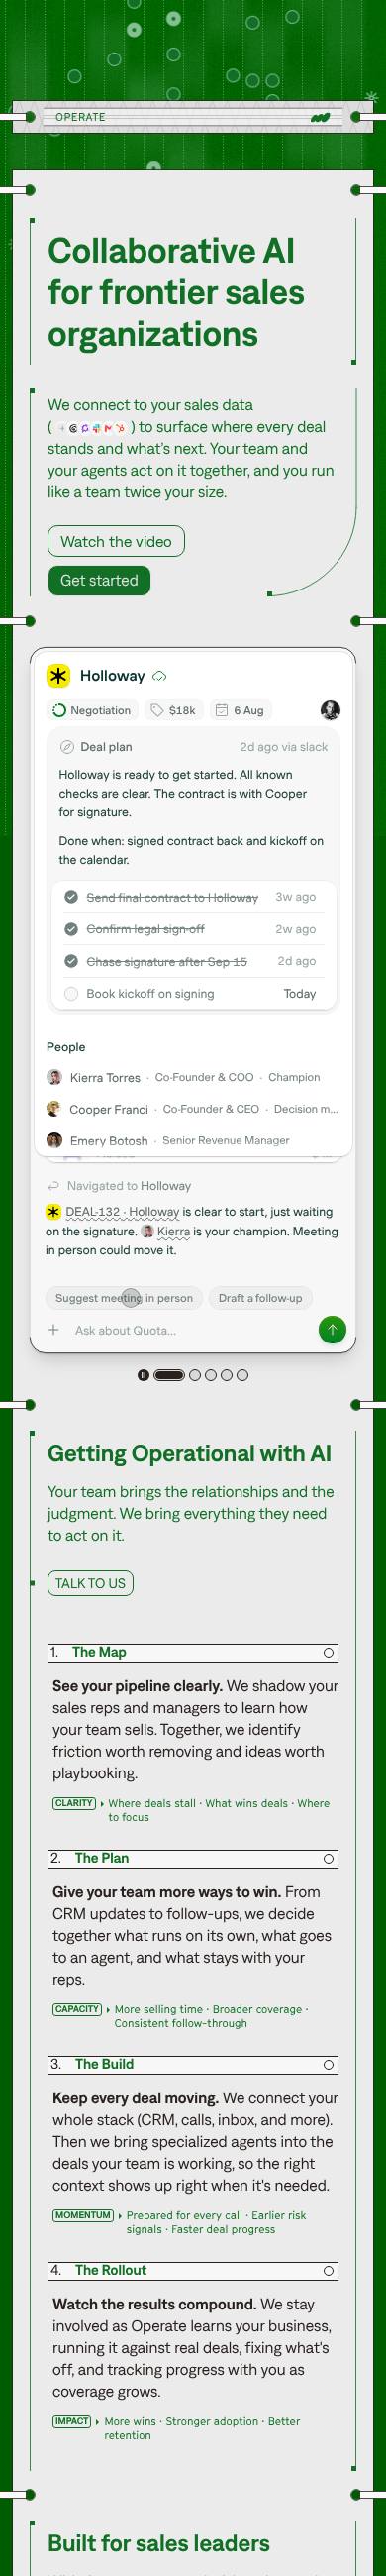 OPERATE
Collaborative AI
for frontier sales
organizations
We connect to your sales data
( ) to surface where every deal
stands and what's next. Your team and
your agents act on it together, and you run
like a team twice your size.
Watch the video
Get started
Holloway
Negotiation $18k 6 Aug
Deal plan 2d ago via slack
Holloway is ready to get started. All known
checks are clear. The contract is with Cooper
for signature.
Done when: signed contract back and kickoff on
the calendar.
Send final contract to Holloway 3w ago
Confirm legal sign-off 2w ago
Chase signature after Sep 15 2d ago
Book kickoff on signing Today
People
Kierra Torres · Co-Founder & COO · Champion
Cooper Franci · Co-Founder & CEO · Decision m...
Emery Botosh · Senior Revenue Manager
Navigated to Holloway
DEAL-132 · Holloway is clear to start, just waiting
on the signature. Kierra is your champion. Meeting
in person could move it.
Suggest meeting in person Draft a follow-up
Ask about Quota...
Getting Operational with AI
Your team brings the relationships and the
judgment. We bring everything they need
to act on it.
TALK TO US
1. The Map
See your pipeline clearly. We shadow your
sales reps and managers to learn how
your team sells. Together, we identify
friction worth removing and ideas worth
playbooking.
CLARITY Where deals stall · What wins deals · Where
to focus
2. The Plan
Give your team more ways to win. From
CRM updates to follow-ups, we decide
together what runs on its own, what goes
to an agent, and what stays with your
reps.
CAPACITY More selling time · Broader coverage ·
Consistent follow-through
3. The Build
Keep every deal moving. We connect your
whole stack (CRM, calls, inbox, and more).
Then we bring specialized agents into the
deals your team is working, so the right
context shows up right when it's needed.
MOMENTUM Prepared for every call · Earlier risk
signals · Faster deal progress
4. The Rollout
Watch the results compound. We stay
involved as Operate learns your business,
running it against real deals, fixing what's
off, and tracking progress with you as
coverage grows.
IMPACT More wins · Stronger adoption · Better
retention
Built for sales leaders